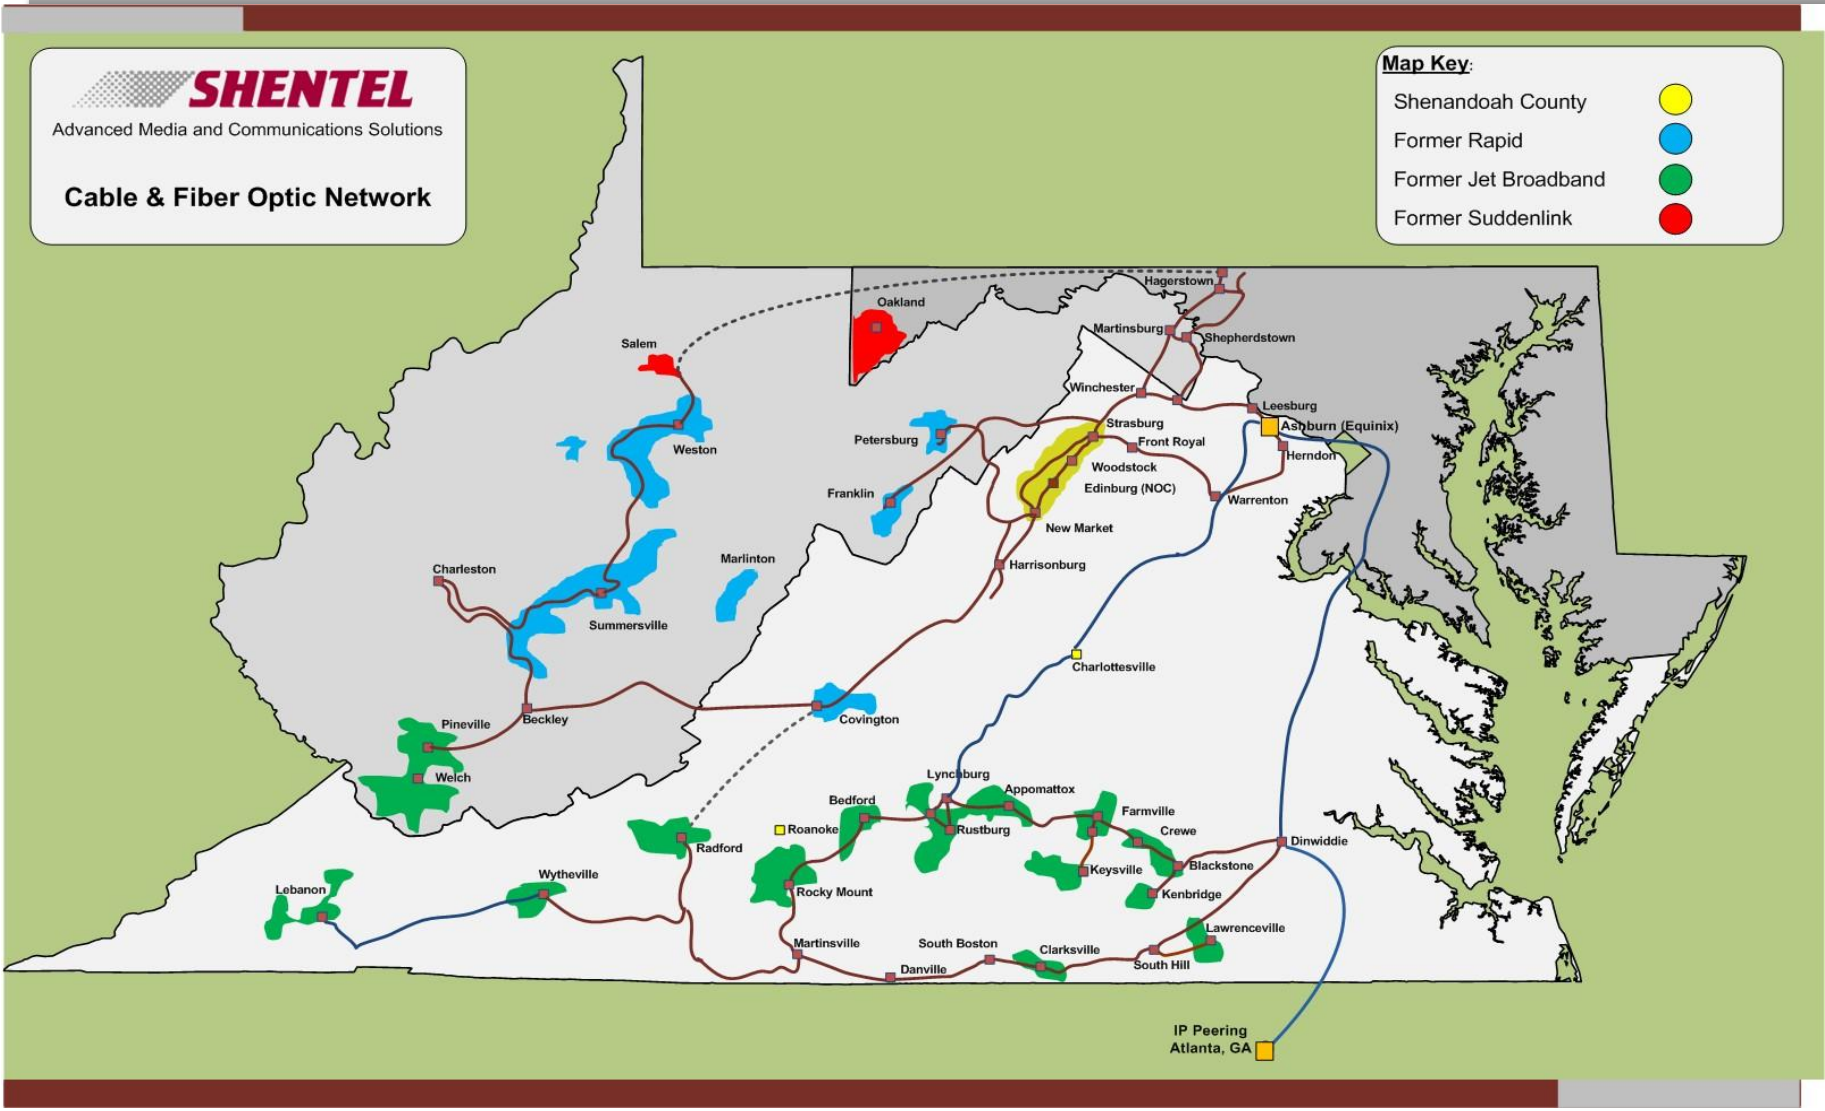 SHENTEL
Advanced Media and Communications Solutions
Cable & Fiber Optic Network
Map Key:
Shenandoah County
Former Rapid
Former Jet Broadband
Former Suddenlink
Hagerstown
Oakland
Martinsburg
Shepherdstown
Salem
Winchester
Leesburg
Strasburg
Ashburn (Equinix)
Petersburg
Front Royal
Weston
Herndon
Woodstock
Edinburg (NOC)
Franklin
Warrenton
New Market
Marlinton
Harrisonburg
Charleston
Summersville
Charlottesville
Covington
Beckley
Pineville
Welch
Lynchburg
Appomattox
Bedford
Farmville
Roanoke
Rustburg
Crewe
Dinwiddie
Radford
Blackstone
Keysville
Wytheville
Lebanon
Rocky Mount
Kenbridge
Lawrenceville
Martinsville
South Boston
Clarksville
South Hill
Danville
IP Peering
Atlanta, GA